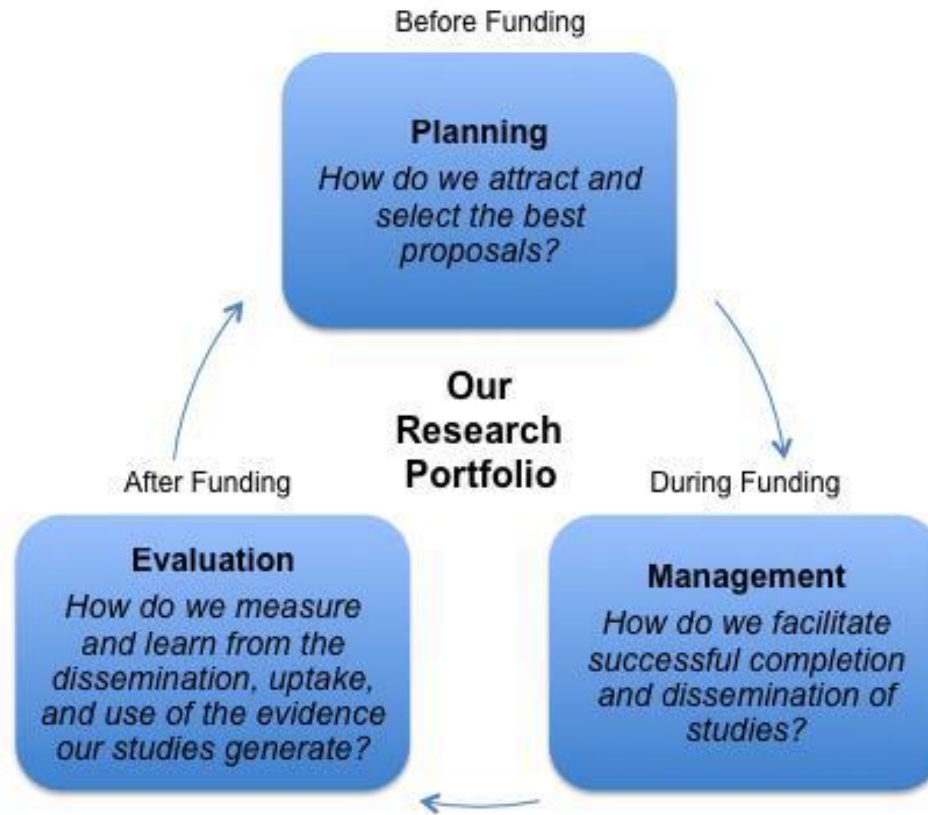 Before Funding
Planning
How do we attract and
select the best
proposals?
Our
Research
Portfolio
After Funding
During Funding
Evaluation
How do we measure
and learn from the
dissemination, uptake,
and use of the evidence
our studies generate?
Management
How do we facilitate
successful completion
and dissemination of
studies?